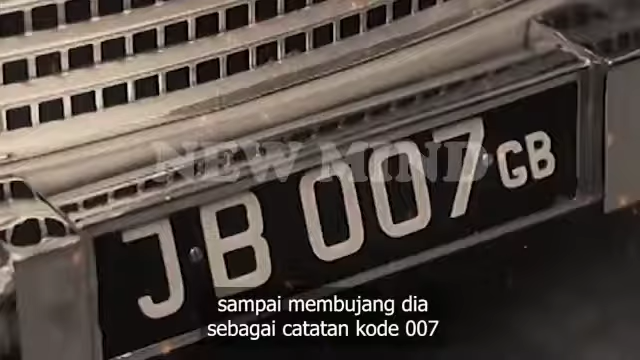 NEW MIND
JB 007 GB
sampai membujang dia
sebagai catatan kode 007